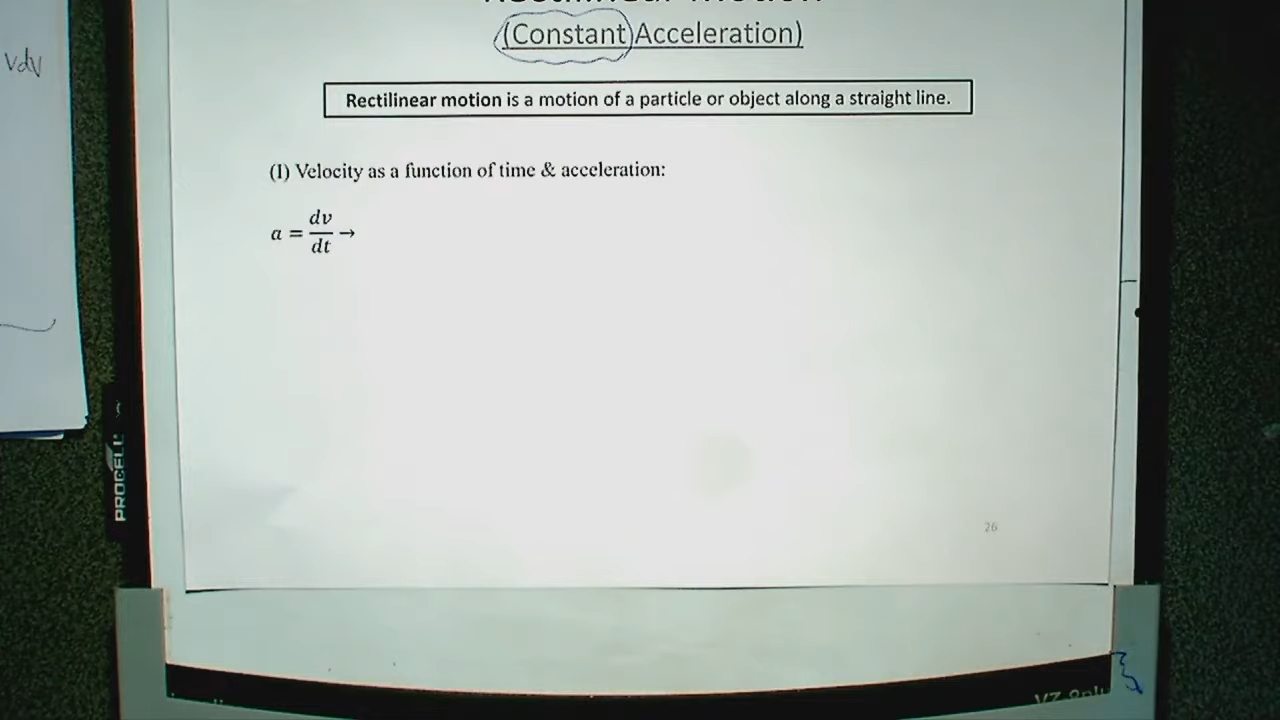 (Constant) Acceleration)
Rectilinear motion is a motion of a particle or object along a straight line.
vdv
(I) Velocity as a function of time & acceleration:
a = dv/dt →
PROCELL
26